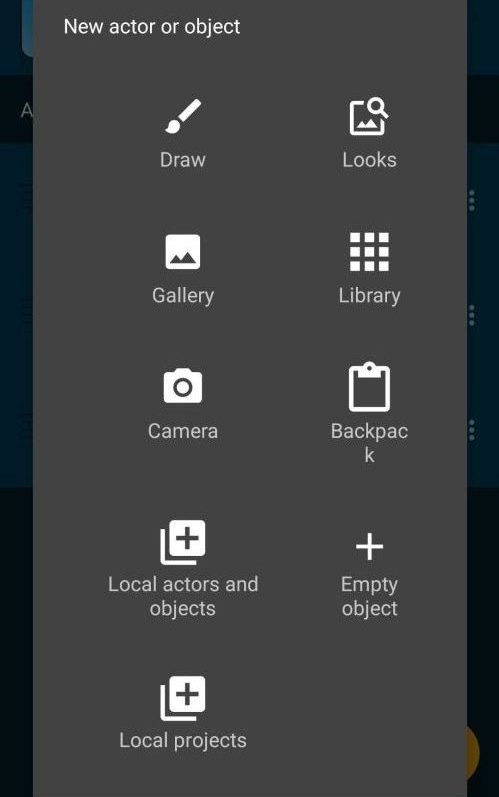 New actor or object
A
Draw
Looks
Gallery
Library
Camera
Backpac
k
Local actors and
objects
Empty
object
Local projects